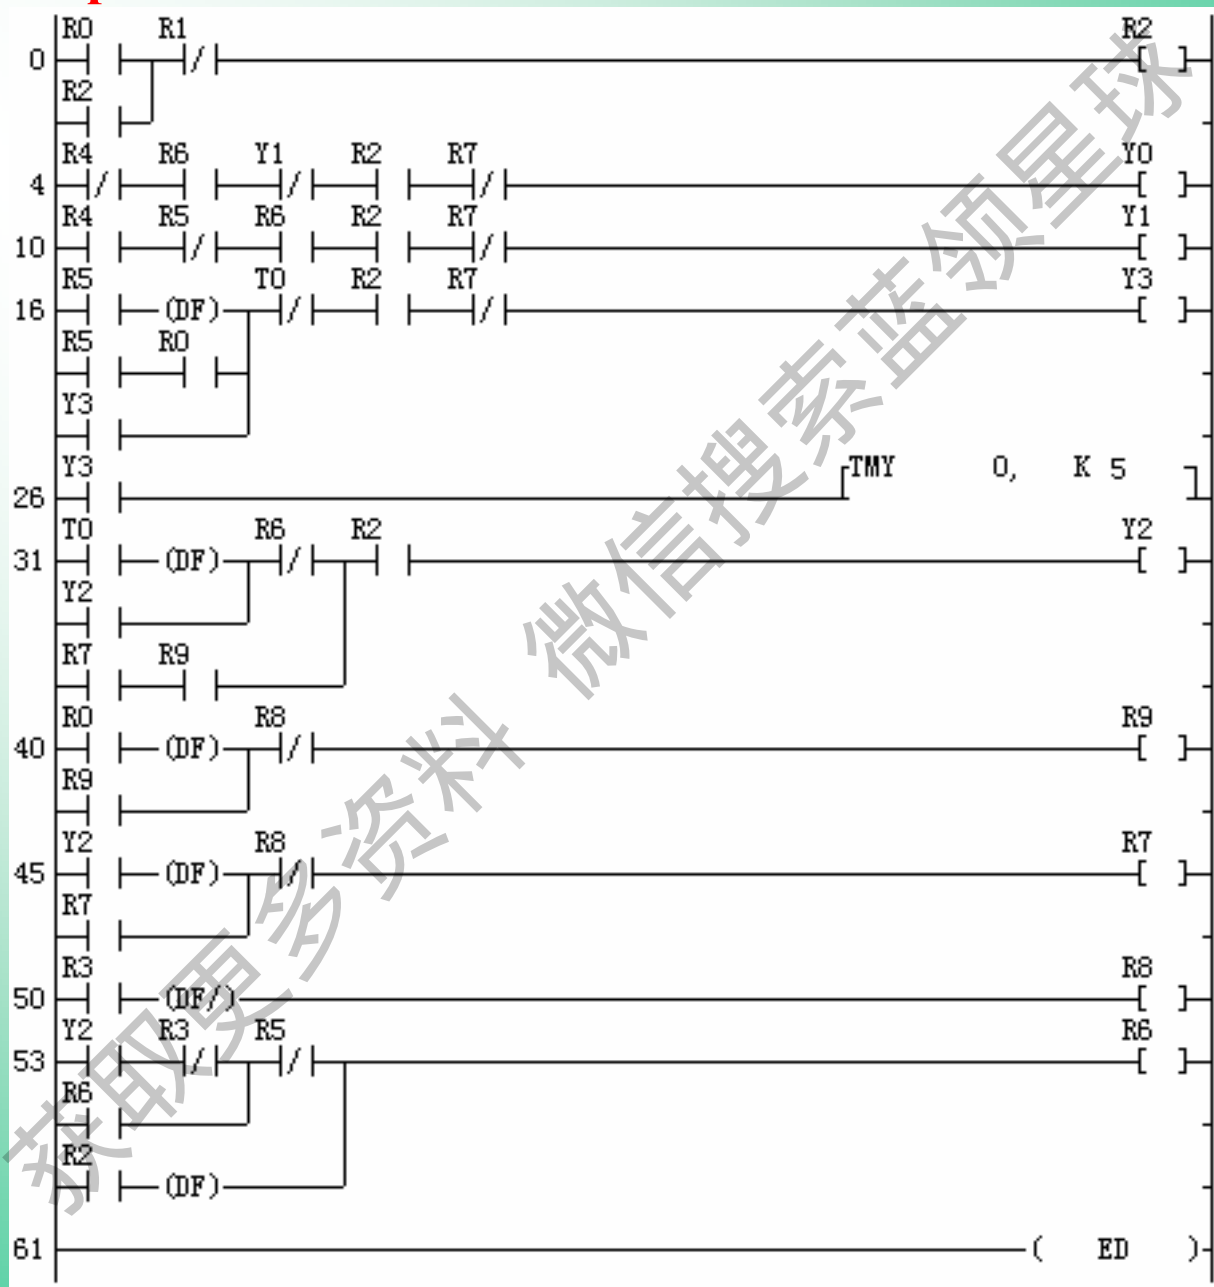 R0 R1 R2
0
R2
R4 R6 Y1 R2 R7 Y0
4
R4 R5 R6 R2 R7 Y1
10
R5 T0 R2 R7 Y3
16 (DF)
R5 R0
Y3
Y3 TMY 0, K 5
26
T0 R6 R2 Y2
31 (DF)
Y2
R7 R9
R0 R8 R9
40 (DF)
R9
Y2 R8 R7
45 (DF)
R7
R3 R8
50 (DF/)
Y2 R3 R5 R6
53
R6
R2
(DF)
61 ( ED )
获取更多资料 微信搜索蓝领星球